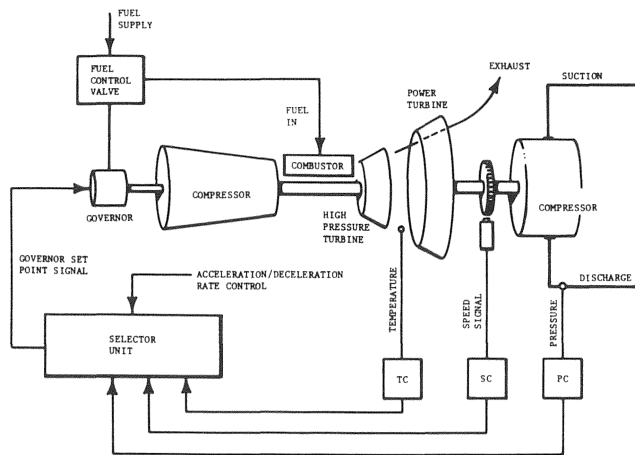 FUEL
SUPPLY
EXHAUST
FUEL
CONTROL
VALVE
SUCTION
POWER
TURBINE
FUEL
IN
COMBUSTOR
COMPRESSOR
GOVERNOR
HIGH
PRESSURE
TURBINE
COMPRESSOR
GOVERNOR SET
POINT SIGNAL
ACCELERATION/DECELERATION
RATE CONTROL
TEMPERATURE
SPEED
SIGNAL
PRESSURE
DISCHARGE
SELECTOR
UNIT
TC
SC
PC